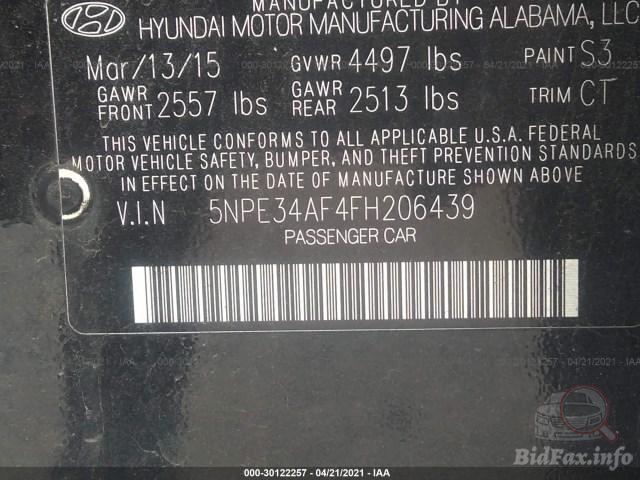 MANUFACTURED BY
HYUNDAI MOTOR MANUFACTURING ALABAMA, LLC
Mar/13/15 GVWR 4497 lbs PAINT S3
GAWR FRONT 2557 lbs GAWR REAR 2513 lbs TRIM CT
THIS VEHICLE CONFORMS TO ALL APPLICABLE U.S.A. FEDERAL
MOTOR VEHICLE SAFETY, BUMPER, AND THEFT PREVENTION STANDARDS
IN EFFECT ON THE DATE OF MANUFACTURE SHOWN ABOVE
V.I.N 5NPE34AF4FH206439
PASSENGER CAR
000-30122257 - 04/21/2021 - IAA
BidFax.info